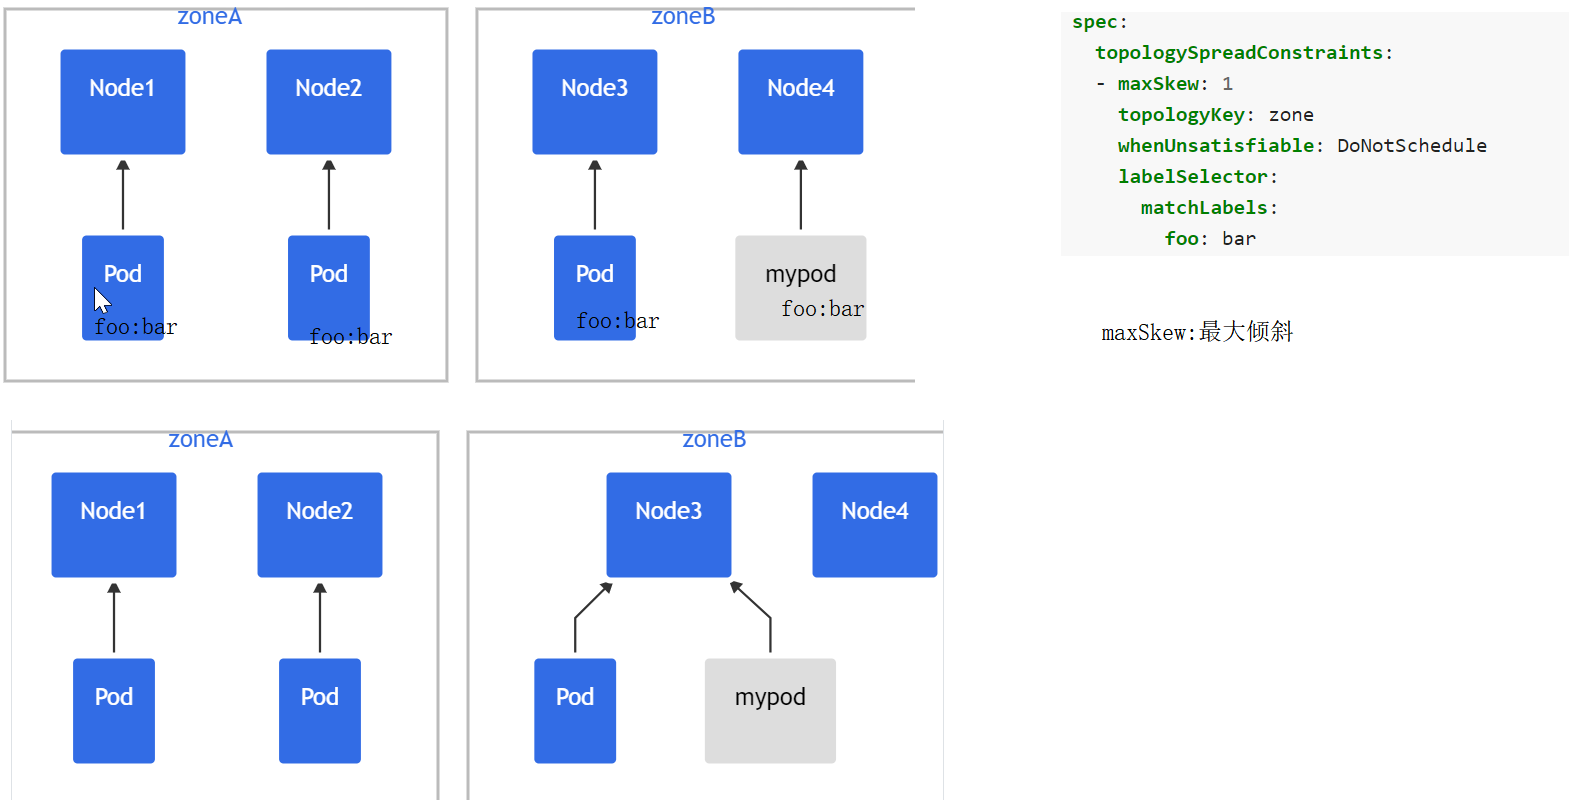 zoneA
zoneB
Node1
Node2
Node3
Node4
Pod
foo:bar
Pod
foo:bar
Pod
foo:bar
mypod
foo:bar
spec:
  topologySpreadConstraints:
  - maxSkew: 1
    topologyKey: zone
    whenUnsatisfiable: DoNotSchedule
    labelSelector:
      matchLabels:
        foo: bar
maxSkew:最大倾斜
zoneA
zoneB
Node1
Node2
Node3
Node4
Pod
Pod
Pod
mypod